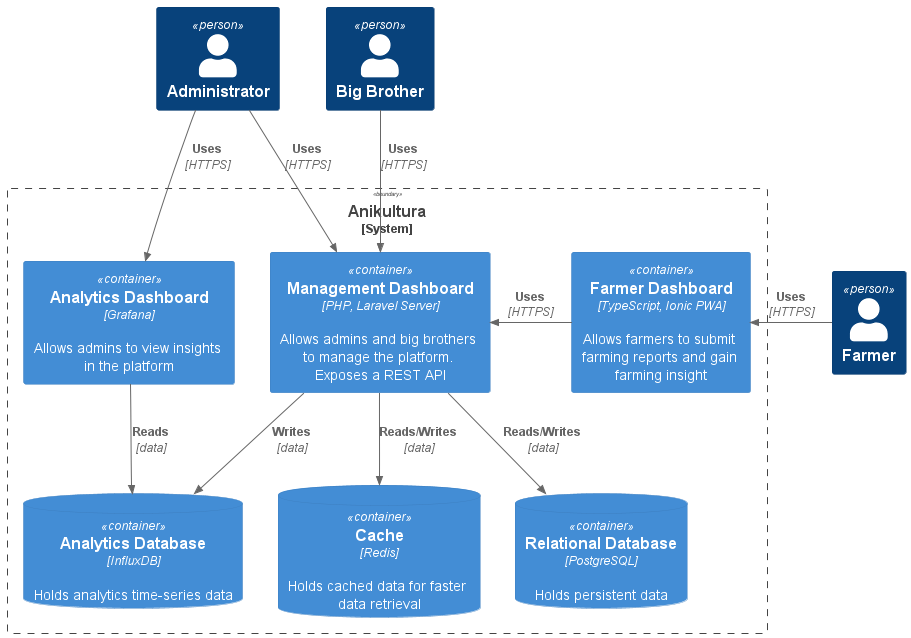 «person»
Administrator
«person»
Big Brother
Uses
[HTTPS]
Uses
[HTTPS]
Uses
[HTTPS]
«boundary»
Anikultura
[System]
«container»
Analytics Dashboard
[Grafana]
Allows admins to view insights
in the platform
«container»
Management Dashboard
[PHP, Laravel Server]
Allows admins and big brothers
to manage the platform.
Exposes a REST API
Uses
[HTTPS]
«container»
Farmer Dashboard
[TypeScript, Ionic PWA]
Allows farmers to submit
farming reports and gain
farming insight
Uses
[HTTPS]
«person»
Farmer
Reads
[data]
Writes
[data]
Reads/Writes
[data]
Reads/Writes
[data]
«container»
Analytics Database
[InfluxDB]
Holds analytics time-series data
«container»
Cache
[Redis]
Holds cached data for faster
data retrieval
«container»
Relational Database
[PostgreSQL]
Holds persistent data